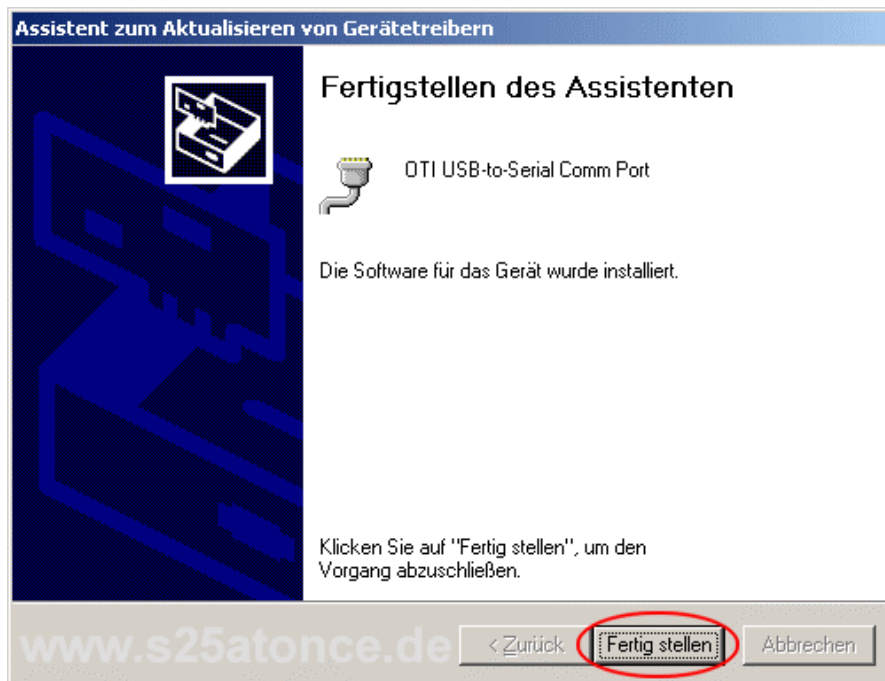 Assistent zum Aktualisieren von Gerätetreibern
Fertigstellen des Assistenten
OTI USB-to-Serial Comm Port
Die Software für das Gerät wurde installiert.
Klicken Sie auf "Fertig stellen", um den
Vorgang abzuschließen.
www.s25atonce.de
< Zurück
Fertig stellen
Abbrechen